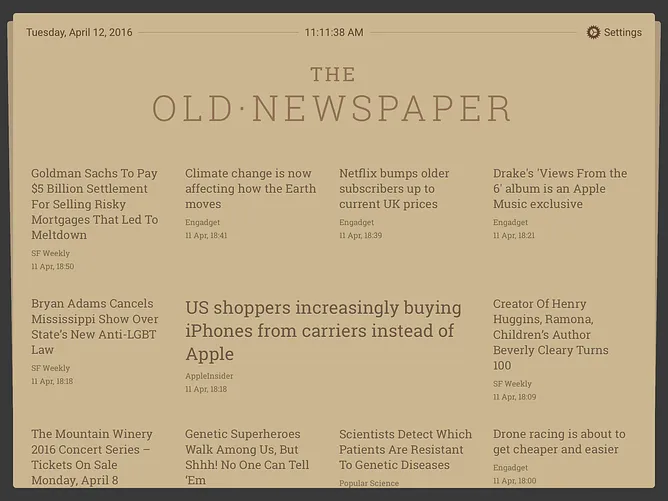 Tuesday, April 12, 2016
11:11:38 AM
Settings
THE
OLD·NEWSPAPER
Goldman Sachs To Pay
$5 Billion Settlement
For Selling Risky
Mortgages That Led To
Meltdown
SF Weekly
11 Apr, 18:50
Climate change is now
affecting how the Earth
moves
Engadget
11 Apr, 18:41
Netflix bumps older
subscribers up to
current UK prices
Engadget
11 Apr, 18:39
Drake's 'Views From the
6' album is an Apple
Music exclusive
Engadget
11 Apr, 18:21
Bryan Adams Cancels
Mississippi Show Over
State's New Anti-LGBT
Law
SF Weekly
11 Apr, 18:18
US shoppers increasingly buying
iPhones from carriers instead of
Apple
AppleInsider
11 Apr, 18:18
Creator Of Henry
Huggins, Ramona,
Children's Author
Beverly Cleary Turns
100
SF Weekly
11 Apr, 18:09
The Mountain Winery
2016 Concert Series –
Tickets On Sale
Monday, April 8
Genetic Superheroes
Walk Among Us, But
Shhh! No One Can Tell
'Em
Scientists Detect Which
Patients Are Resistant
To Genetic Diseases
Popular Science
Drone racing is about to
get cheaper and easier
Engadget
11 Apr, 18:00